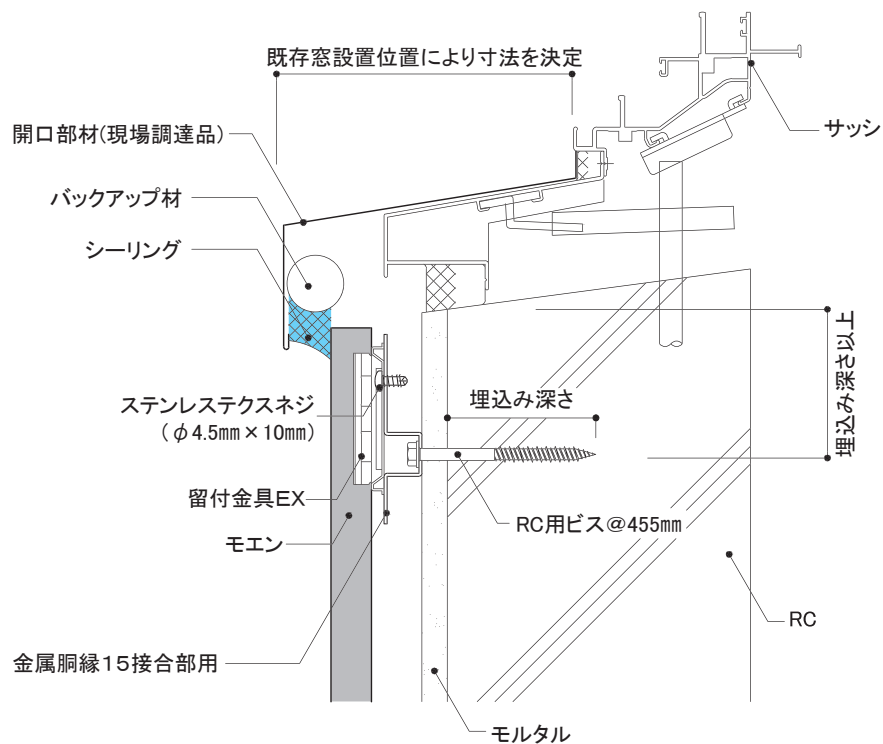 既存窓設置位置により寸法を決定
サッシ
開口部材(現場調達品)
バックアップ材
シーリング
ステンレステクスネジ
(φ4.5mm×10mm)
埋込み深さ
埋込み深さ以上
留付金具EX
RC用ビス@455mm
モエン
RC
金属胴縁15接合部用
モルタル